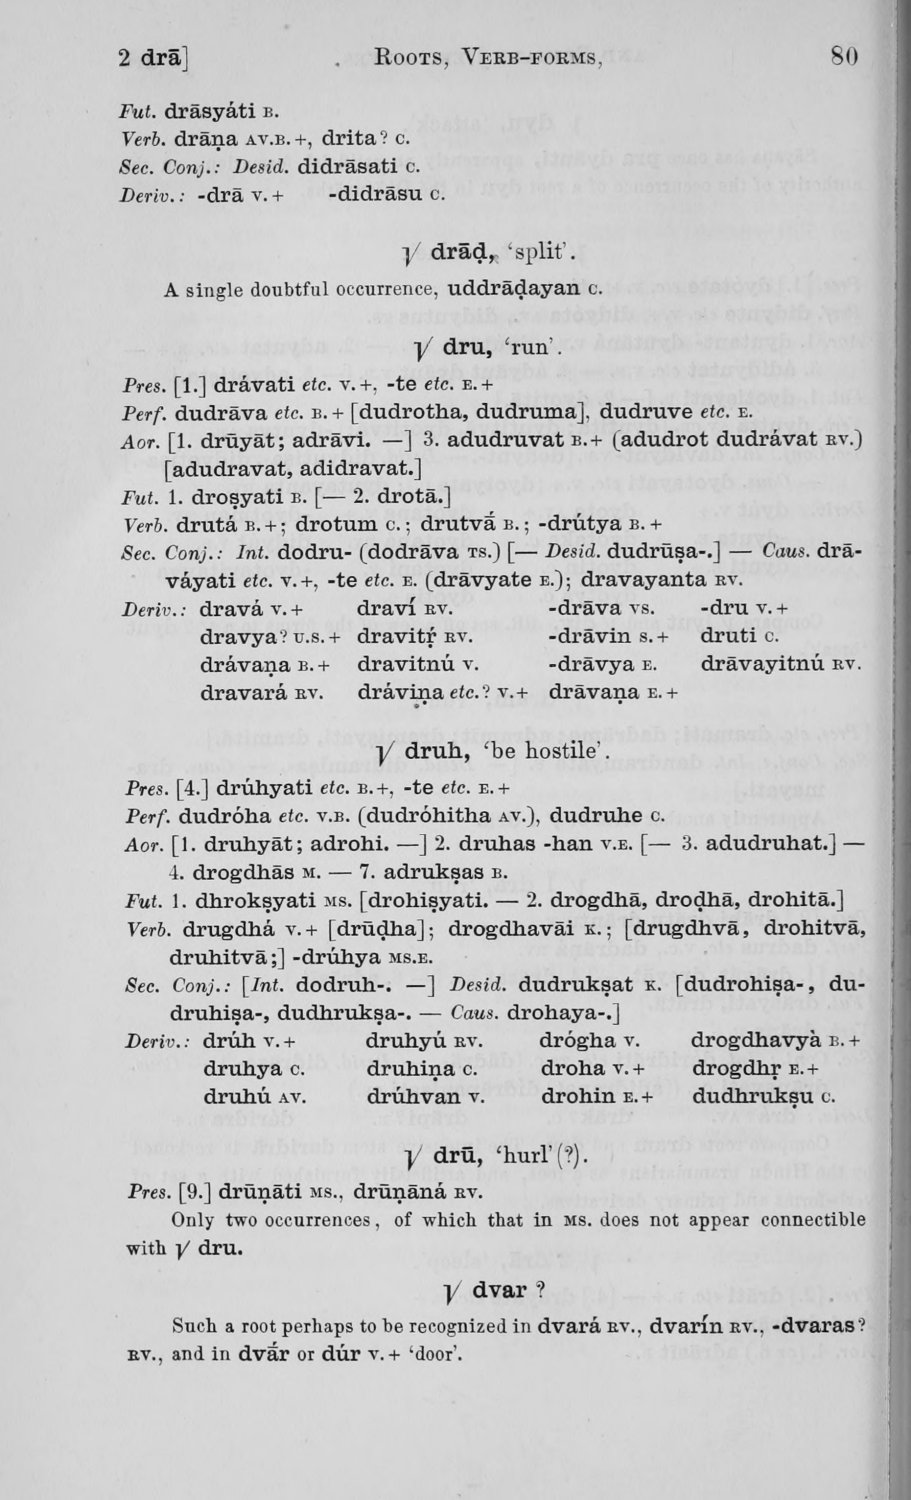 2 drā] Roots, Verb-forms, 80
Fut. drāsyáti B.
Verb. drāṇa AV.B.+, drita? C.
Sec. Conj.: Desid. didrāsati C.
Deriv.: -drā V.+ -didrāsu C.
√ drāḍ, ‘split’.
A single doubtful occurrence, uddrāḍayan C.
√ dru, ‘run’.
Pres. [1.] drávati etc. V.+, -te etc. E.+
Perf. dudrāva etc. B.+ [dudrotha, dudruma], dudruve etc. E.
Aor. [1. drūyāt; adrāvi. —] 3. adudruvat B.+ (adudrot dudrávat RV.)
[adudravat, adidravat.]
Fut. 1. droṣyati B. [— 2. drotā.]
Verb. drutá B.+; drotum C.; drutvā́ B.; -drútya B.+
Sec. Conj.: Int. dodru- (dodrāva TS.) [— Desid. dudrūṣa-.] — Caus. drā-
váyati etc. V.+, -te etc. E. (drāvyate E.); dravayanta RV.
Deriv.: dravá V.+ draví RV. -drāva VS. -dru V.+
dravya? U.S.+ dravitṛ́ RV. -drāvin S.+ druti C.
drávaṇa B.+ dravitnú V. -drāvya E. drāvayitnú RV.
dravará RV. dráviṇa etc.? V.+ drāvaṇa E.+
√ druh, ‘be hostile’.
Pres. [4.] drúhyati etc. B.+, -te etc. E.+
Perf. dudróha etc. V.B. (dudróhitha AV.), dudruhe C.
Aor. [1. druhyāt; adrohi. —] 2. druhas -han V.E. [— 3. adudruhat.] —
4. drogdhās M. — 7. adrukṣas B.
Fut. 1. dhrokṣyati MS. [drohiṣyati. — 2. drogdhā, droḍhā, drohitā.]
Verb. drugdhá V.+ [drūḍha]; drogdhavāi K.; [drugdhvā, drohitvā,
druhitvā;] -drúhya MS.E.
Sec. Conj.: [Int. dodruh-. —] Desid. dudrukṣat K. [dudrohiṣa-, du-
druhiṣa-, dudhrukṣa-. — Caus. drohaya-.]
Deriv.: drúh V.+ druhyú RV. drógha V. drogdhavyà B.+
druhya C. druhiṇa C. droha V.+ drogdhṛ E.+
druhú AV. drúhvan V. drohin E.+ dudhrukṣu C.
√ drū, ‘hurl’(?).
Pres. [9.] drūṇāti MS., drūṇāná RV.
Only two occurrences, of which that in MS. does not appear connectible
with √ dru.
√ dvar ?
Such a root perhaps to be recognized in dvará RV., dvarín RV., -dvaras?
RV., and in dvā́r or dúr V.+ ‘door’.